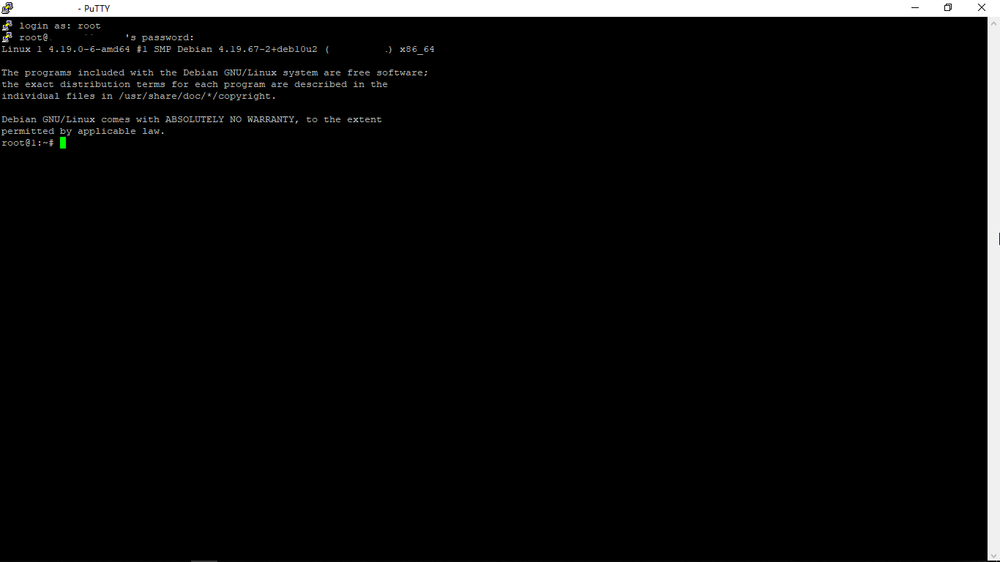 - PuTTY
login as: root
root@.            's password:
Linux 1 4.19.0-6-amd64 #1 SMP Debian 4.19.67-2+deb10u2 (          .) x86_64
The programs included with the Debian GNU/Linux system are free software;
the exact distribution terms for each program are described in the
individual files in /usr/share/doc/*/copyright.
Debian GNU/Linux comes with ABSOLUTELY NO WARRANTY, to the extent
permitted by applicable law.
root@1:~#